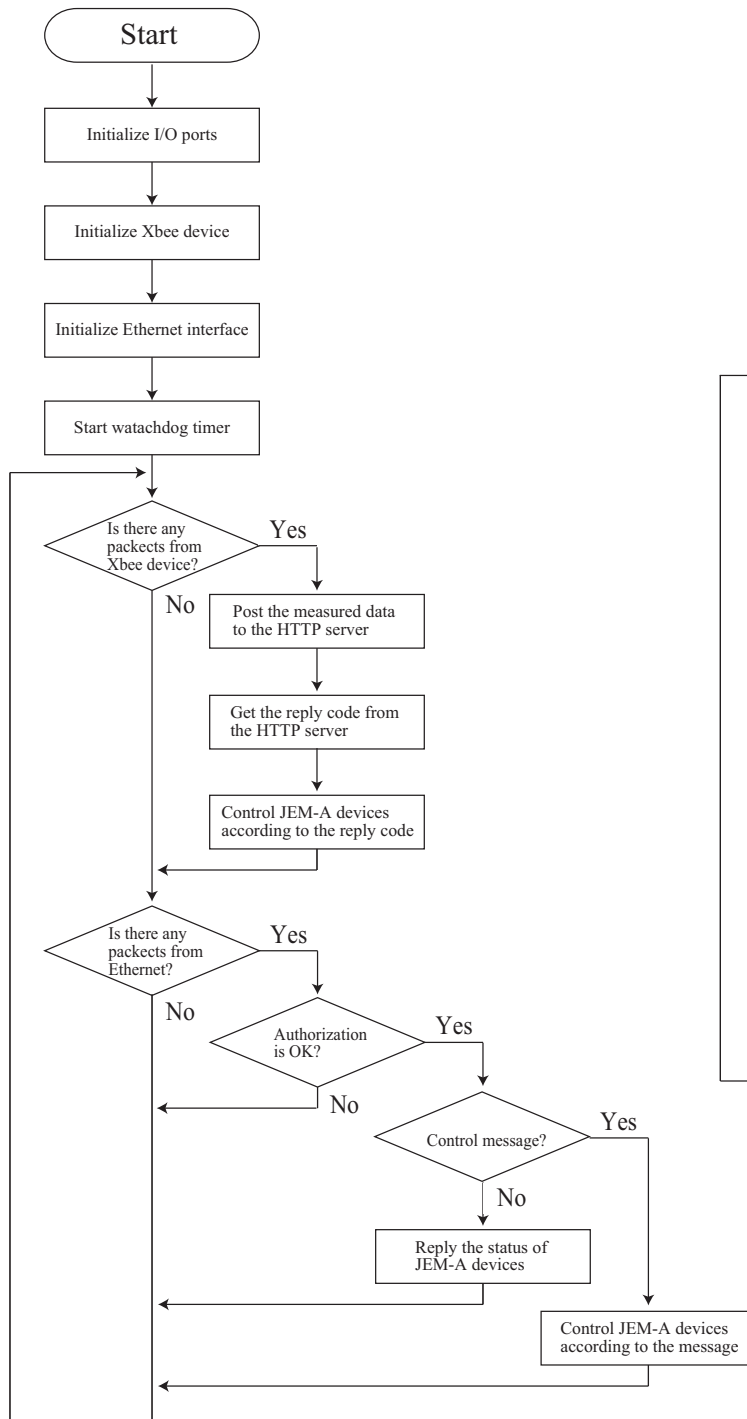 Start
Initialize I/O ports
Initialize Xbee device
Initialize Ethernet interface
Start watachdog timer
Is there any
packects from
Xbee device?
Yes
No
Post the measured data
to the HTTP server
Get the reply code from
the HTTP server
Control JEM-A devices
according to the reply code
Is there any
packects from
Ethernet?
Yes
No
Authorization
is OK?
Yes
No
Control message?
Yes
No
Reply the status of
JEM-A devices
Control JEM-A devices
according to the message